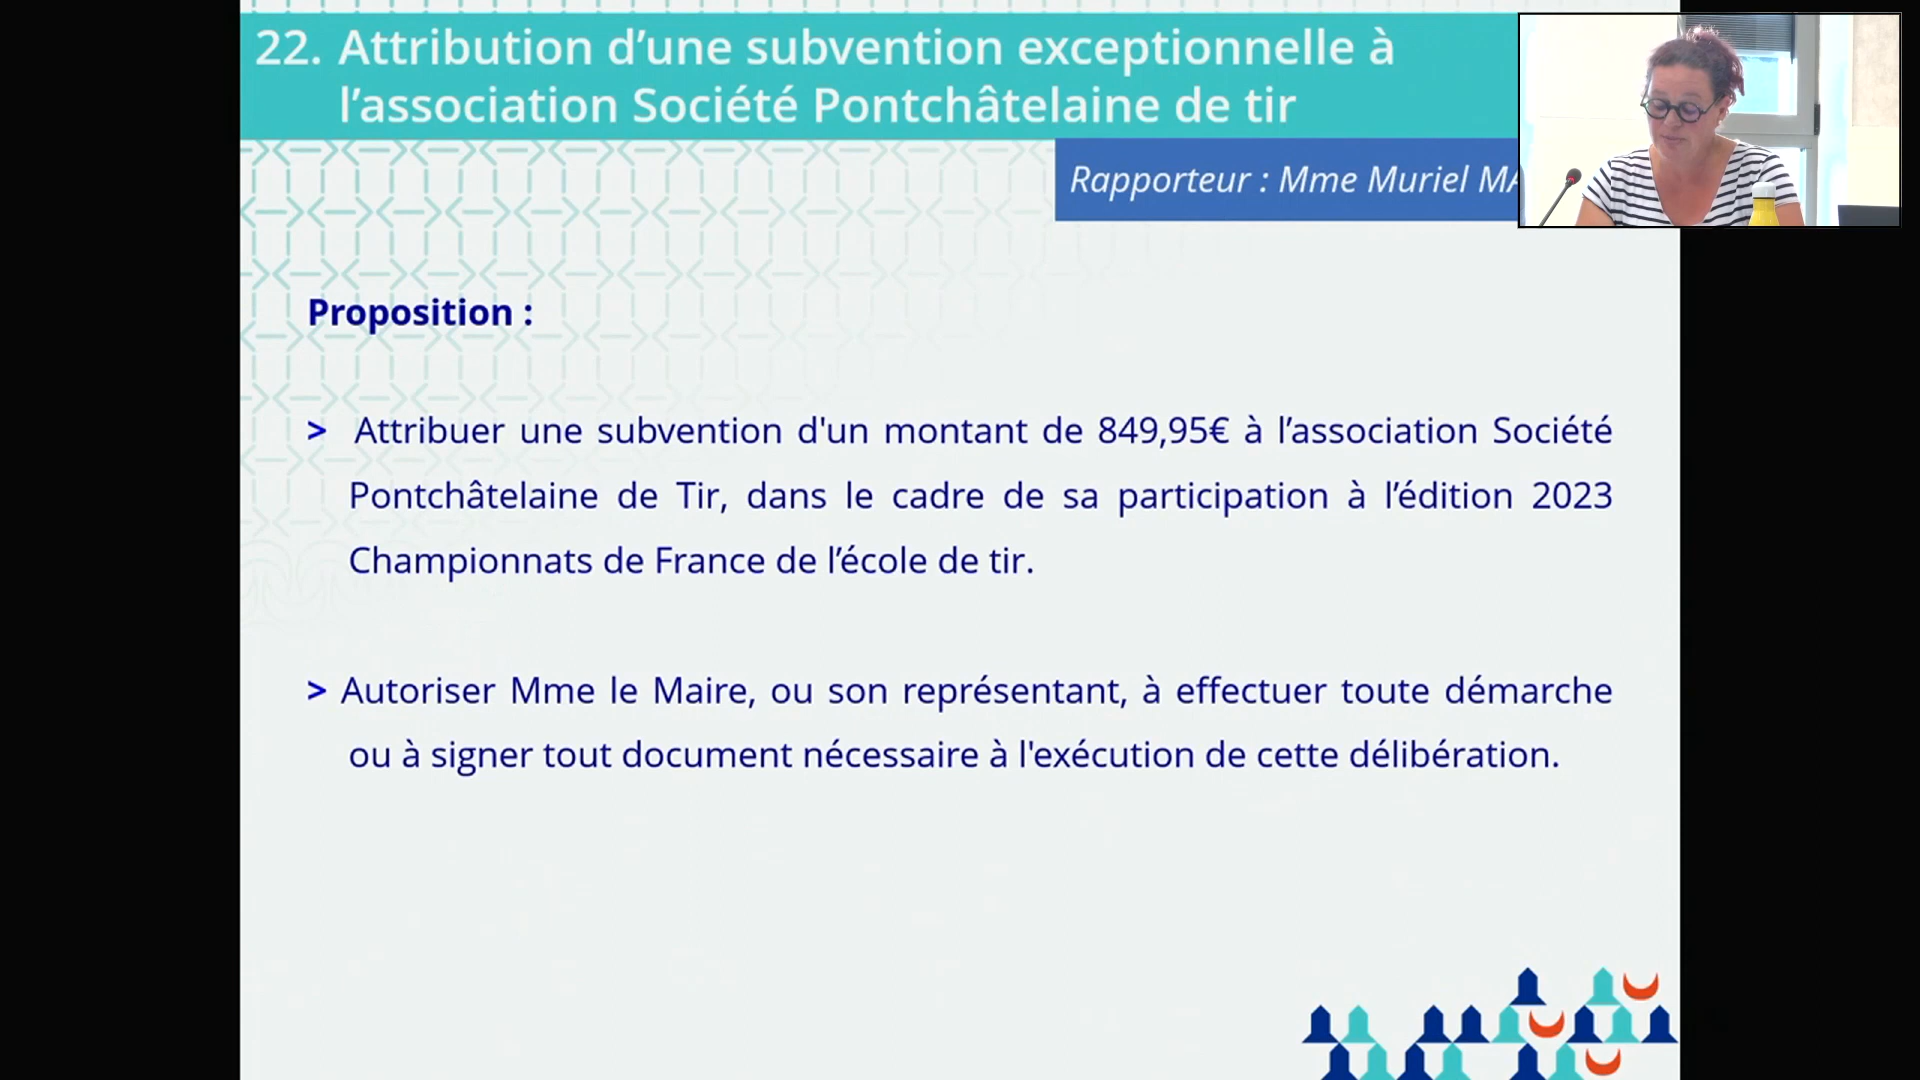 22. Attribution d’une subvention exceptionnelle à
l’association Société Pontchâtelaine de tir
Rapporteur : Mme Muriel
Proposition :
> Attribuer une subvention d'un montant de 849,95€ à l’association Société
Pontchâtelaine de Tir, dans le cadre de sa participation à l’édition 2023
Championnats de France de l’école de tir.
> Autoriser Mme le Maire, ou son représentant, à effectuer toute démarche
ou à signer tout document nécessaire à l'exécution de cette délibération.